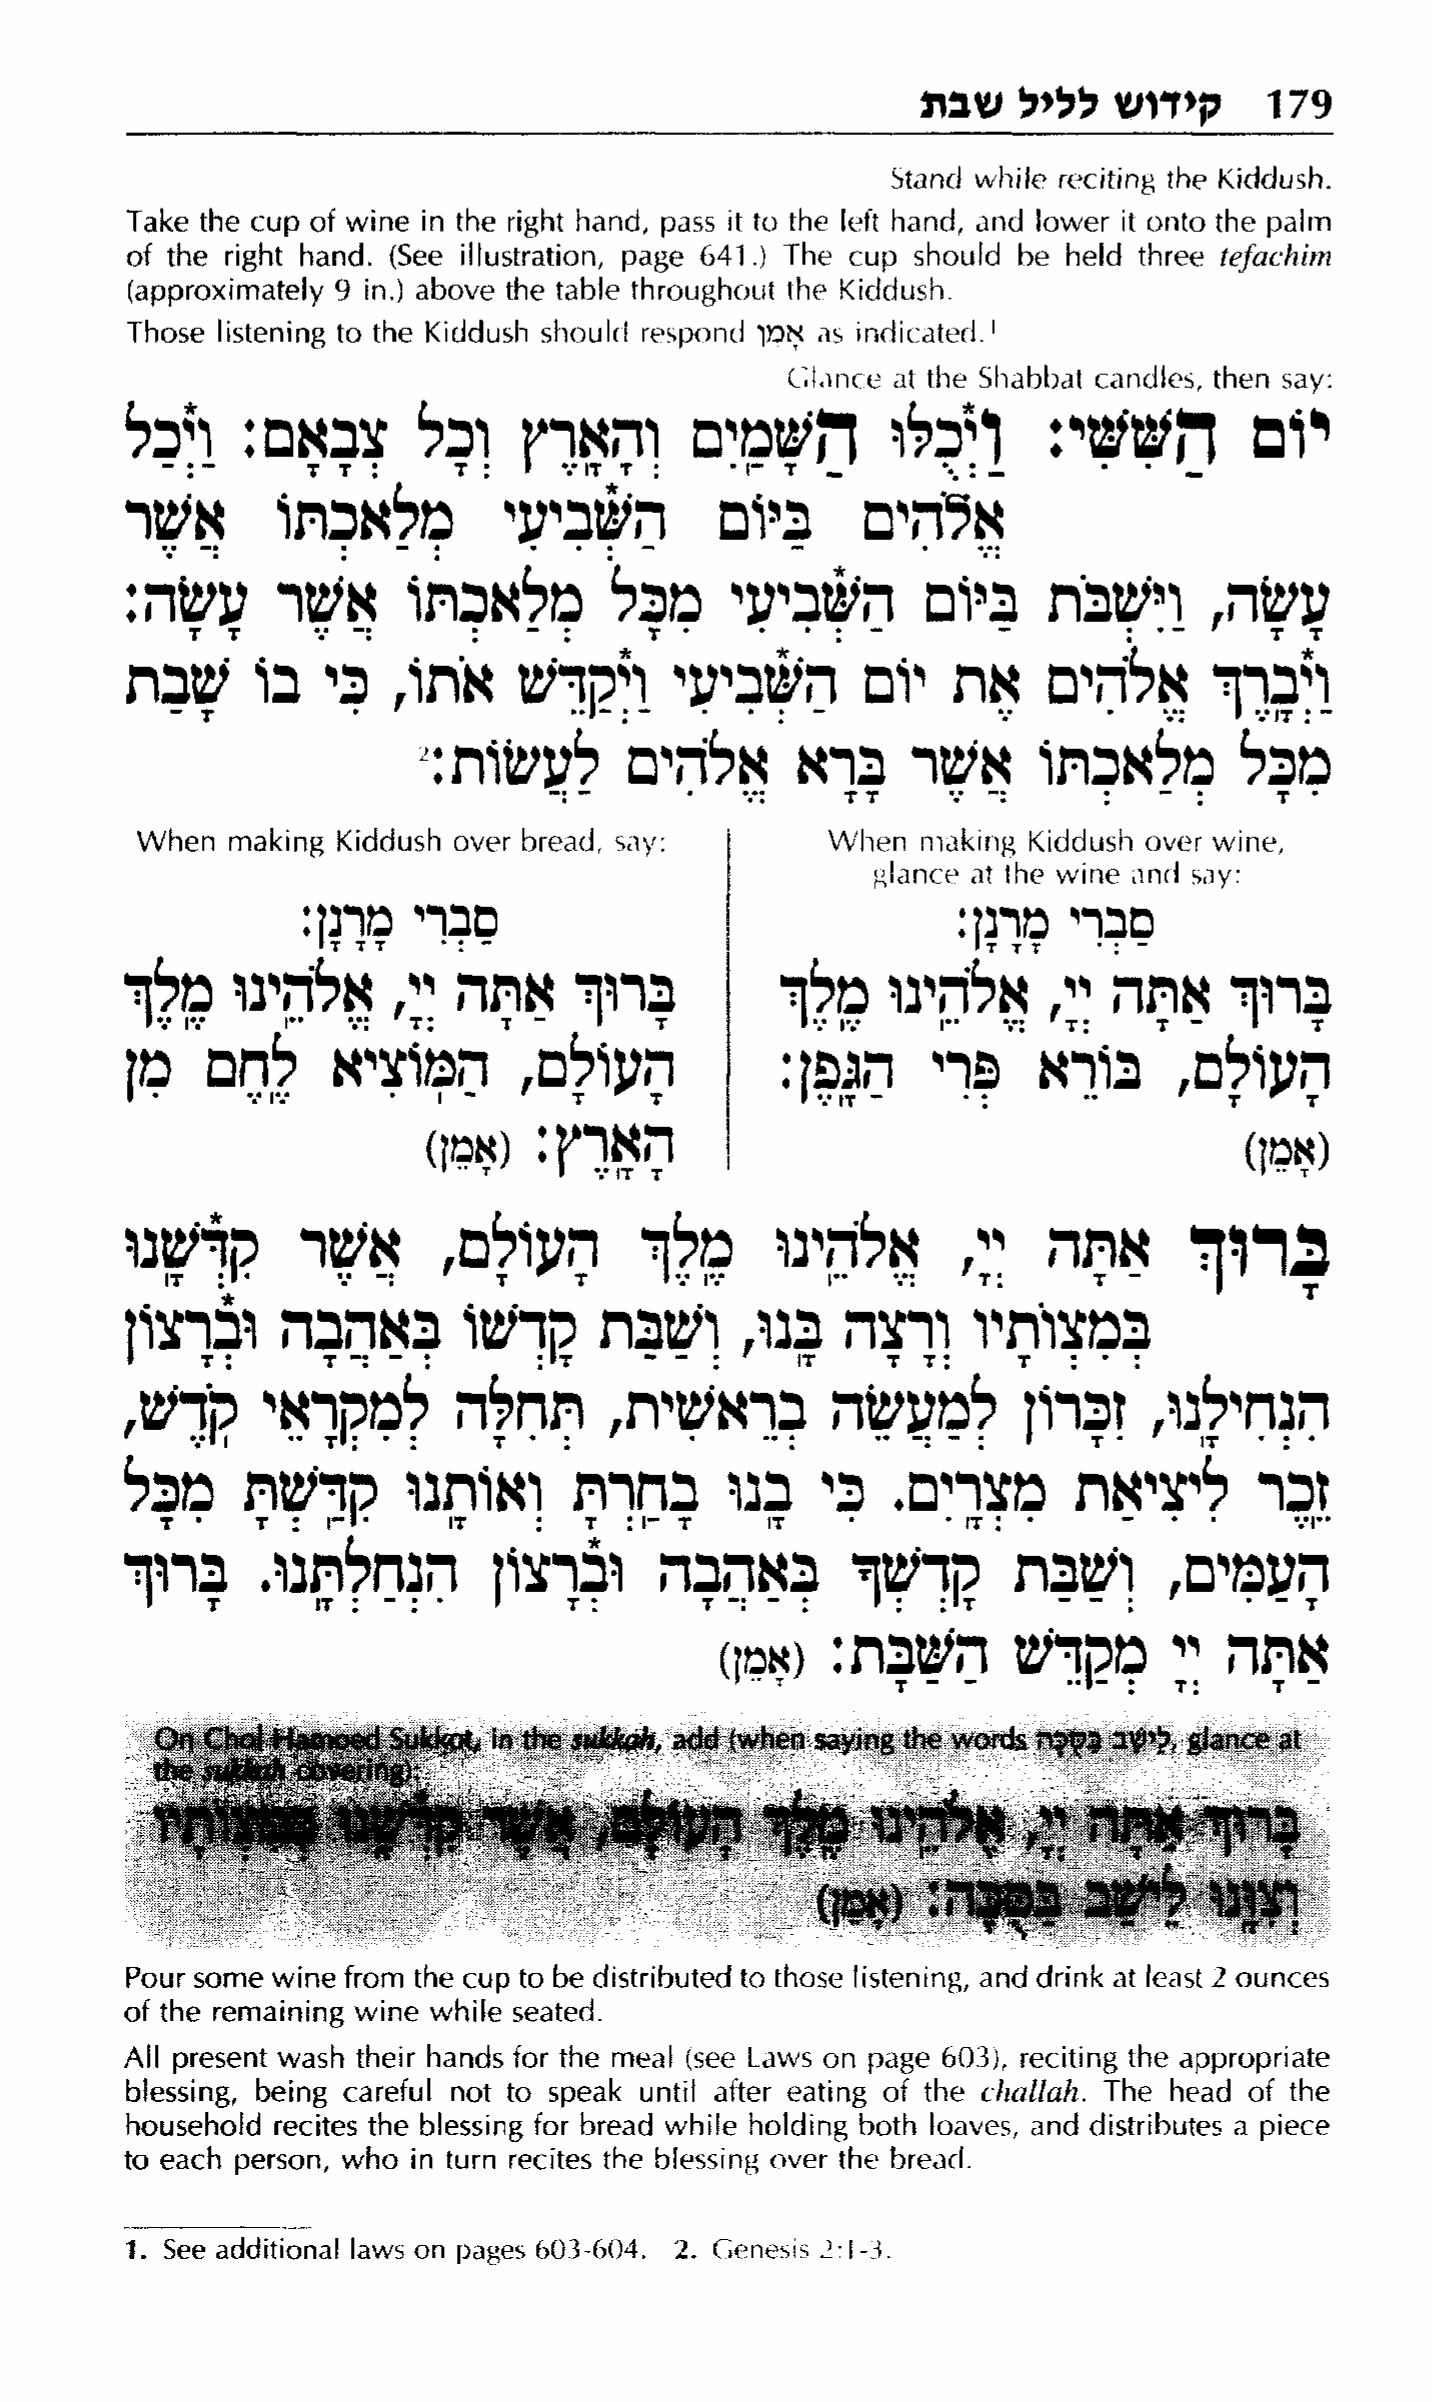 179 קידוש לליל שבת
Stand while reciting the Kiddush.
Take the cup of wine in the right hand, pass it to the left hand, and lower it onto the palm
of the right hand. (See illustration, page 641.) The cup should be held three tefachim
(approximately 9 in.) above the table throughout the Kiddush.
Those listening to the Kiddush should respond אָמֵן as indicated.¹
Glance at the Shabbat candles, then say:
יוֹם הַשִּׁשִּׁי: וַיְ*כֻלּוּ הַשָּׁמַֽיִם וְהָאָֽרֶץ וְכָל צְבָאָם: וַיְ*כַל
אֱלֹהִים בַּיּוֹם הַשְּׁ*בִיעִי מְלַאכְתּוֹ אֲשֶׁר
עָשָׂה, וַיִּשְׁבֹּת בַּיּוֹם הַשְּׁ*בִיעִי מִכָּל מְלַאכְתּוֹ אֲשֶׁר עָשָׂה:
וַיְ*בָֽרֶךְ אֱלֹהִים אֶת יוֹם הַשְּׁ*בִיעִי וַיְ*קַדֵּשׁ אֹתוֹ, כִּי בוֹ שָׁבַת
מִכָּל מְלַאכְתּוֹ אֲשֶׁר בָּרָא אֱלֹהִים לַעֲשׂוֹת:²
When making Kiddush over wine,
glance at the wine and say:
סַבְרִי מָרָנָן:
בָּרוּךְ אַתָּה יְיָ, אֱלֹהֵֽינוּ מֶֽלֶךְ
הָעוֹלָם, בּוֹרֵא פְּרִי הַגָּֽפֶן:
(אָמֵן)
When making Kiddush over bread, say:
סַבְרִי מָרָנָן:
בָּרוּךְ אַתָּה יְיָ, אֱלֹהֵֽינוּ מֶֽלֶךְ
הָעוֹלָם, הַמּֽוֹצִיא לֶֽחֶם מִן
הָאָֽרֶץ: (אָמֵן)
בָּרוּךְ אַתָּה יְיָ, אֱלֹהֵֽינוּ מֶֽלֶךְ הָעוֹלָם, אֲשֶׁר קִדְּ*שָֽׁנוּ
בְּמִצְוֹתָיו וְרָצָה בָֽנוּ, וְשַׁבַּת קָדְשׁוֹ בְּאַהֲבָה וּבְ*רָצוֹן
הִנְחִילָֽנוּ, זִכָּרוֹן לְמַעֲשֵׂה בְרֵאשִׁית, תְּחִלָּה לְמִקְרָאֵי קֹֽדֶשׁ,
זֵֽכֶר לִיצִיאַת מִצְרָֽיִם. כִּי בָֽנוּ בָחַֽרְתָּ וְאוֹתָֽנוּ קִדַּֽשְׁתָּ מִכָּל
הָעַמִּים, וְשַׁבַּת קָדְשְׁךָ בְּאַהֲבָה וּבְ*רָצוֹן הִנְחַלְתָּֽנוּ. בָּרוּךְ
אַתָּה יְיָ מְקַדֵּשׁ הַשַּׁבָּת: (אָמֵן)
On Chol Hamoed Sukkot, in the sukkah, add (when saying the words לֵישֵׁב בַּסֻּכָּה, glance at
the sukkah covering):
בָּרוּךְ אַתָּה יְיָ, אֱלֹהֵֽינוּ מֶֽלֶךְ הָעוֹלָם, אֲשֶׁר קִדְּשָֽׁנוּ בְּמִצְוֹתָיו
וְצִוָּֽנוּ לֵישֵׁב בַּסֻּכָּה: (אָמֵן)
Pour some wine from the cup to be distributed to those listening, and drink at least 2 ounces
of the remaining wine while seated.
All present wash their hands for the meal (see Laws on page 603), reciting the appropriate
blessing, being careful not to speak until after eating of the challah. The head of the
household recites the blessing for bread while holding both loaves, and distributes a piece
to each person, who in turn recites the blessing over the bread.
1. See additional laws on pages 603-604. 2. Genesis 2:1-3.